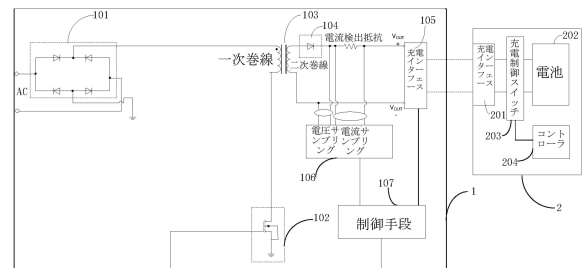 101
AC
一次巻線
103
一次巻線
104
電流検出抵抗
V_OUT
+
V_OUT
-
105
充電インターフェース
電圧サンプリング
電流サンプリング
106
107
制御手段
102
1
充電インターフェース
201
充電制御スイッチ
203
202
電池
コントローラ
204
2